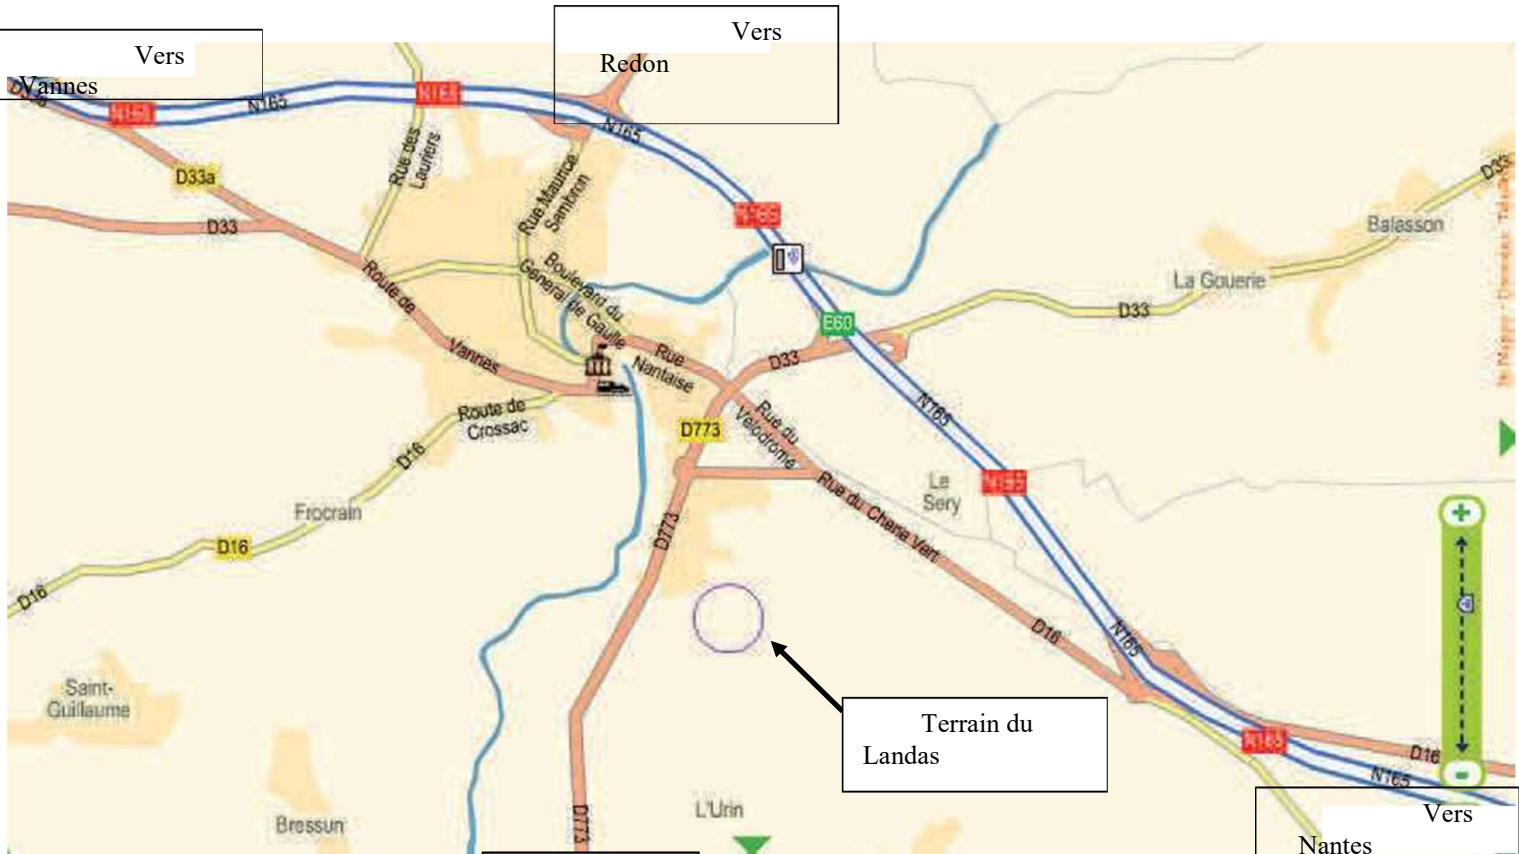 Vers
Redon
Vers
Vannes
N165
N165
N165
N165
Rue des
Lauriers
Rue Maurice
Sambron
D33a
D33
D33
Balasson
La Gouerie
D33
Boulevard du
Général de Gaulle
Route de
Vannes
E60
Rue
Nantaise
D33
Route de
Crossac
D16
D773
Rue du
Vélodrome
N165
Le
Sery
N165
Rue du Chene Vert
Frocrain
D16
D16
D773
D16
N165
Saint-
Guillaume
Terrain du
Landas
N165
D16
N165
L'Urin
Bressun
D773
Vers
Nantes
+
-